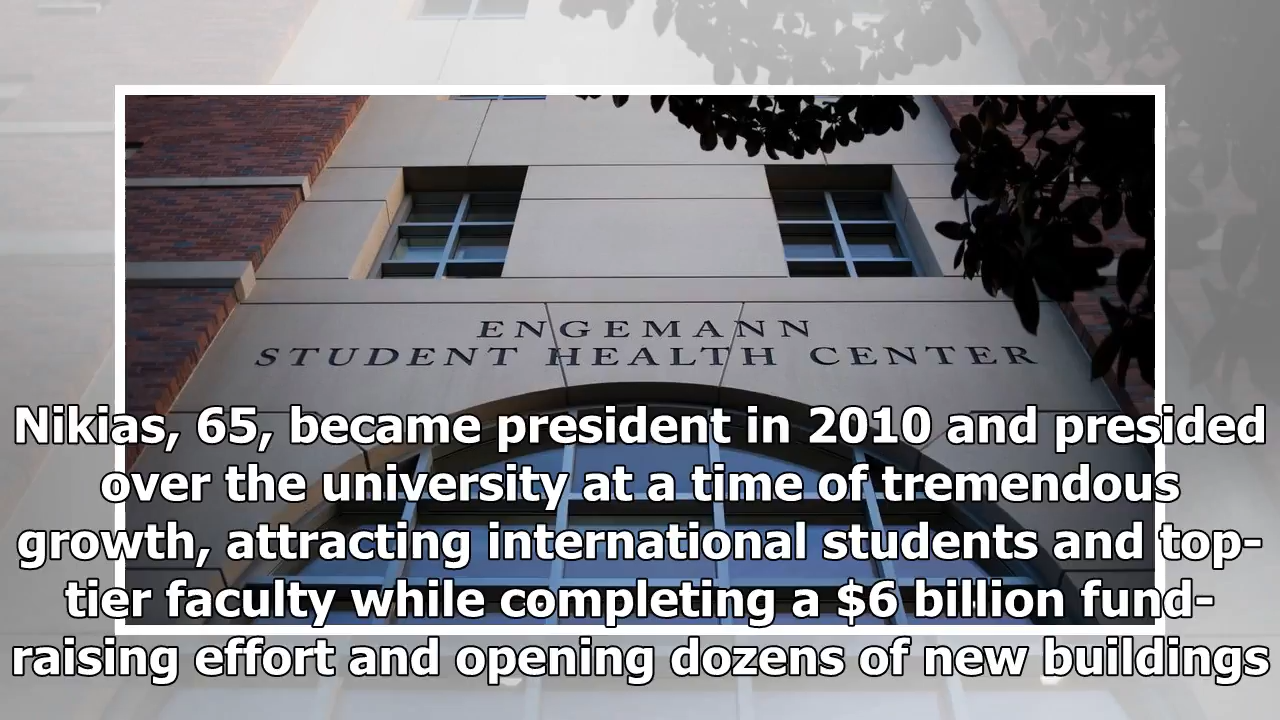 ENGEMANN
STUDENT HEALTH CENTER
Nikias, 65, became president in 2010 and presided
over the university at a time of tremendous
growth, attracting international students and top-
tier faculty while completing a $6 billion fund-
raising effort and opening dozens of new buildings